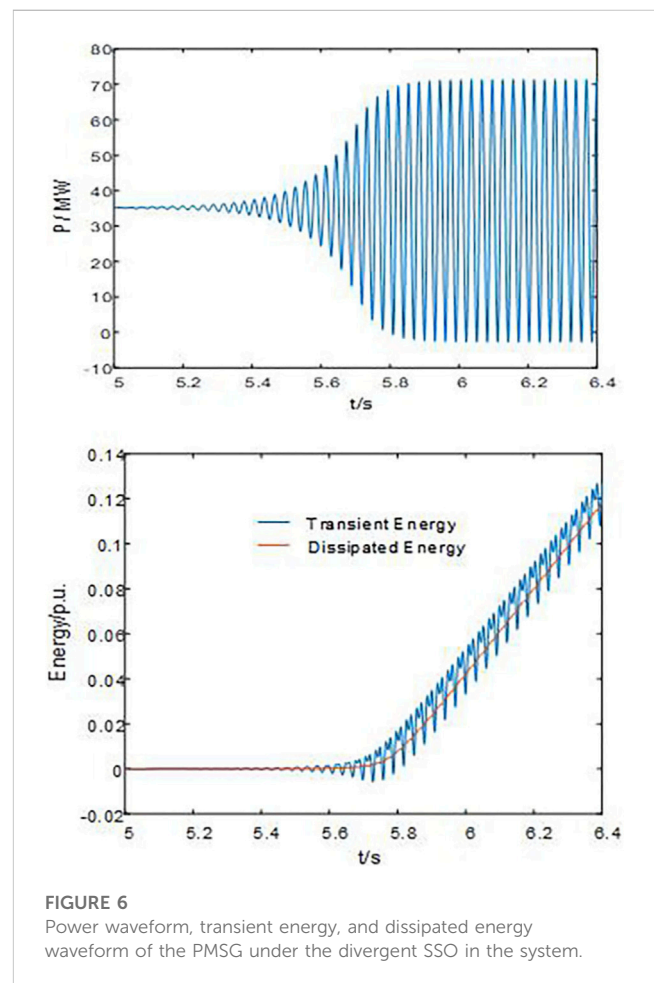 80
70
60
50
40
30
20
10
0
-10
P / MW
5 5.2 5.4 5.6 5.8 6 6.2 6.4
t/s
0.14
0.12
0.1
0.08
0.06
0.04
0.02
0
-0.02
Energy/p.u.
Transient Energy
Dissipated Energy
5 5.2 5.4 5.6 5.8 6 6.2 6.4
t/s
FIGURE 6
Power waveform, transient energy, and dissipated energy
waveform of the PMSG under the divergent SSO in the system.